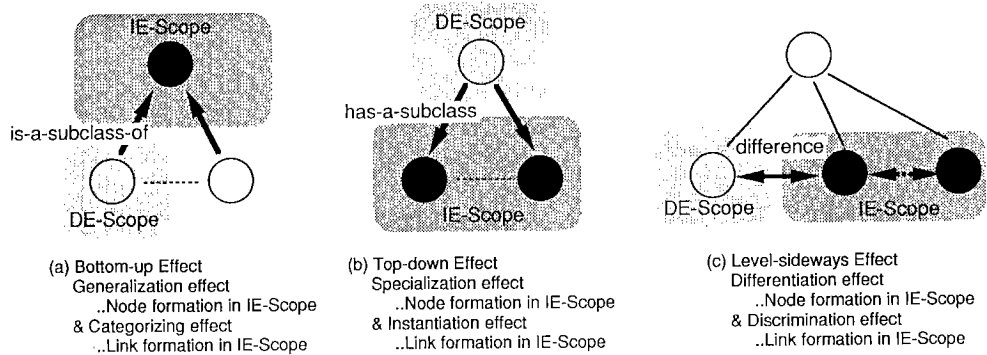 IE-Scope
is-a-subclass-of
DE-Scope
(a) Bottom-up Effect
Generalization effect
..Node formation in IE-Scope
& Categorizing effect
..Link formation in IE-Scope
DE-Scope
has-a-subclass
IE-Scope
(b) Top-down Effect
Specialization effect
..Node formation in IE-Scope
& Instantiation effect
..Link formation in IE-Scope
difference
DE-Scope
IE-Scope
(c) Level-sideways Effect
Differentiation effect
..Node formation in IE-Scope
& Discrimination effect
..Link formation in IE-Scope